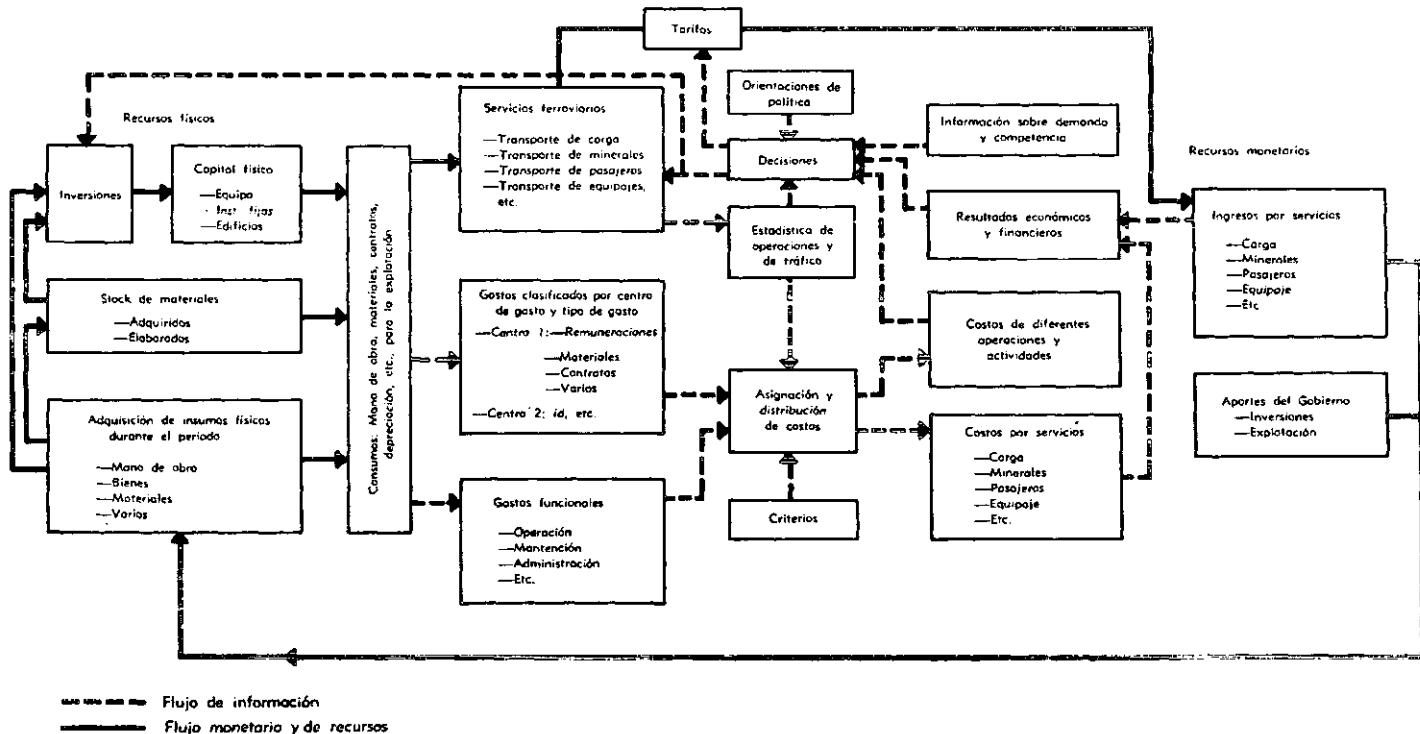 Tarifas
Orientaciones de
política
Recursos físicos
Servicios ferroviarios
—Transporte de carga
—Transporte de minerales
—Transporte de pasajeros
—Transporte de equipajes,
etc.
Información sobre demanda
y competencia
Decisiones
Recursos monetarios
Inversiones
Capital físico
—Equipo
—Inst. fijas
—Edificios
Consumos: Mano de obra, materiales, contratos,
depreciación, etc., para la explotación
Estadística de
operaciones y
de tráfico
Resultados económicos
y financieros
Ingresos por servicios
—Carga
—Minerales
—Pasajeros
—Equipaje
—Etc
Stock de materiales
—Adquiridos
—Elaborados
Gastos clasificados por centro
de gasto y tipo de gasto
—Centro 1:—Remuneraciones
—Materiales
—Contratos
—Varios
—Centro 2: id, etc.
Costos de diferentes
operaciones y
actividades
Adquisición de insumos físicos
durante el período
—Mano de obra
—Bienes
—Materiales
—Varios
Asignación y
distribución
de costos
Aportes del Gobierno
—Inversiones
—Explotación
Costos por servicios
—Carga
—Minerales
—Pasajeros
—Equipaje
—Etc.
Gastos funcionales
—Operación
—Mantención
—Administración
—Etc.
Criterios
Flujo de información
Flujo monetario y de recursos